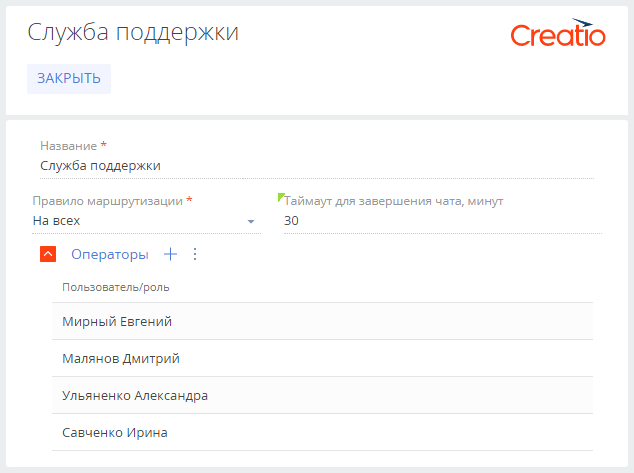 Служба поддержки
Creatio
ЗАКРЫТЬ
Название *
Служба поддержки
Правило маршрутизации * Таймаут для завершения чата, минут
На всех 30
Операторы
Пользователь/роль
Мирный Евгений
Малянов Дмитрий
Ульяненко Александра
Савченко Ирина